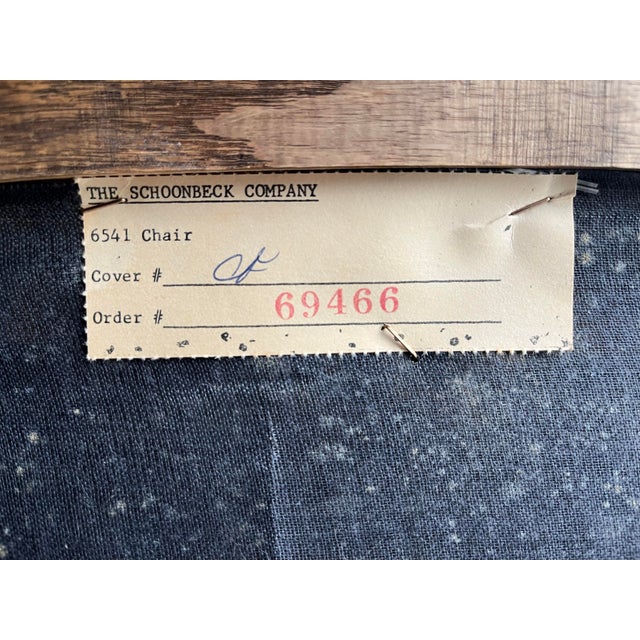 THE SCHOONBECK COMPANY
6541 Chair
Cover #
Order # 69466